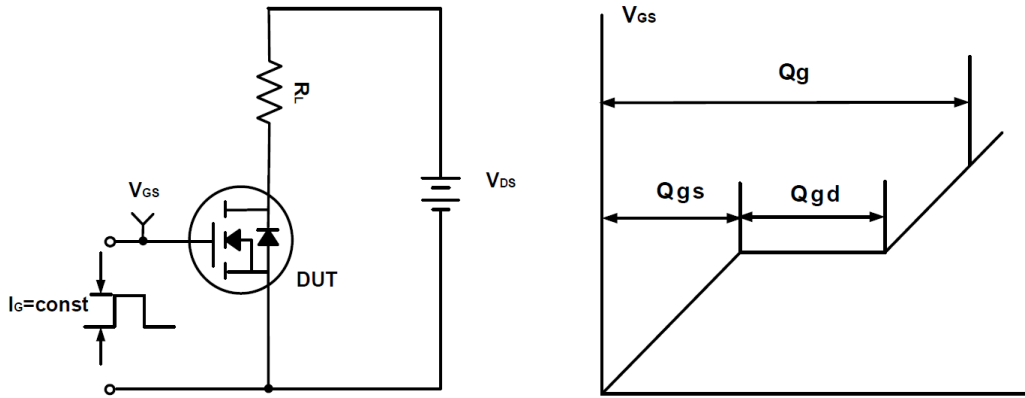 RL
VDS
VGS
DUT
IG=const
VGS
Qg
Qgs
Qgd